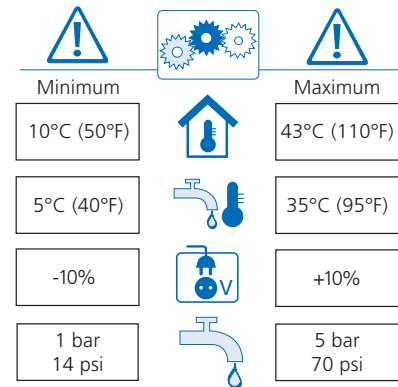 Minimum
Maximum
10°C (50°F)
43°C (110°F)
5°C (40°F)
35°C (95°F)
-10%
V
+10%
1 bar
14 psi
5 bar
70 psi